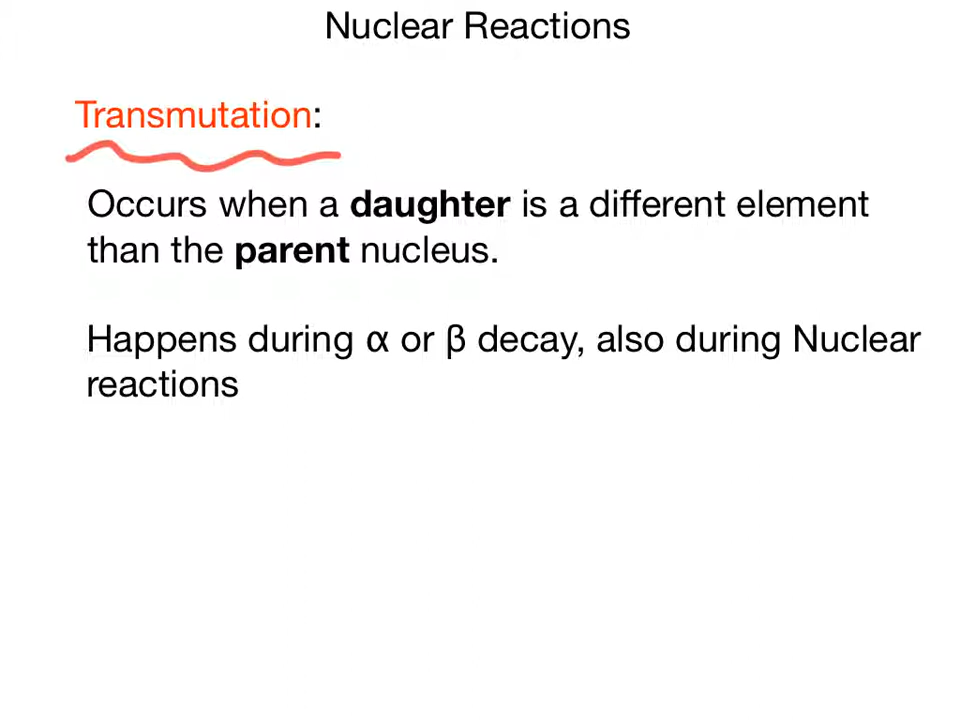 Nuclear Reactions
Transmutation:
Occurs when a daughter is a different element
than the parent nucleus.
Happens during α or β decay, also during Nuclear
reactions